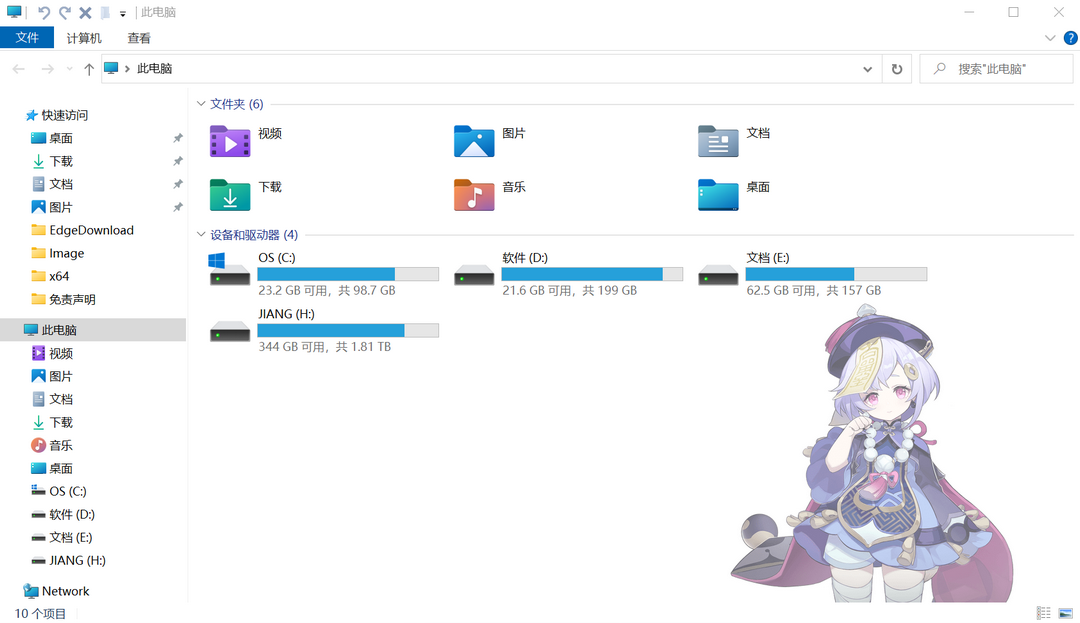 此电脑
文件 计算机 查看
此电脑
搜索"此电脑"
快速访问
桌面
下载
文档
图片
EdgeDownload
Image
x64
免责声明
此电脑
视频
图片
文档
下载
音乐
桌面
OS (C:)
软件 (D:)
文档 (E:)
JIANG (H:)
Network
文件夹 (6)
视频 图片 文档
下载 音乐 桌面
设备和驱动器 (4)
OS (C:)
23.2 GB 可用，共 98.7 GB
软件 (D:)
21.6 GB 可用，共 199 GB
文档 (E:)
62.5 GB 可用，共 157 GB
JIANG (H:)
344 GB 可用，共 1.81 TB
10 个项目